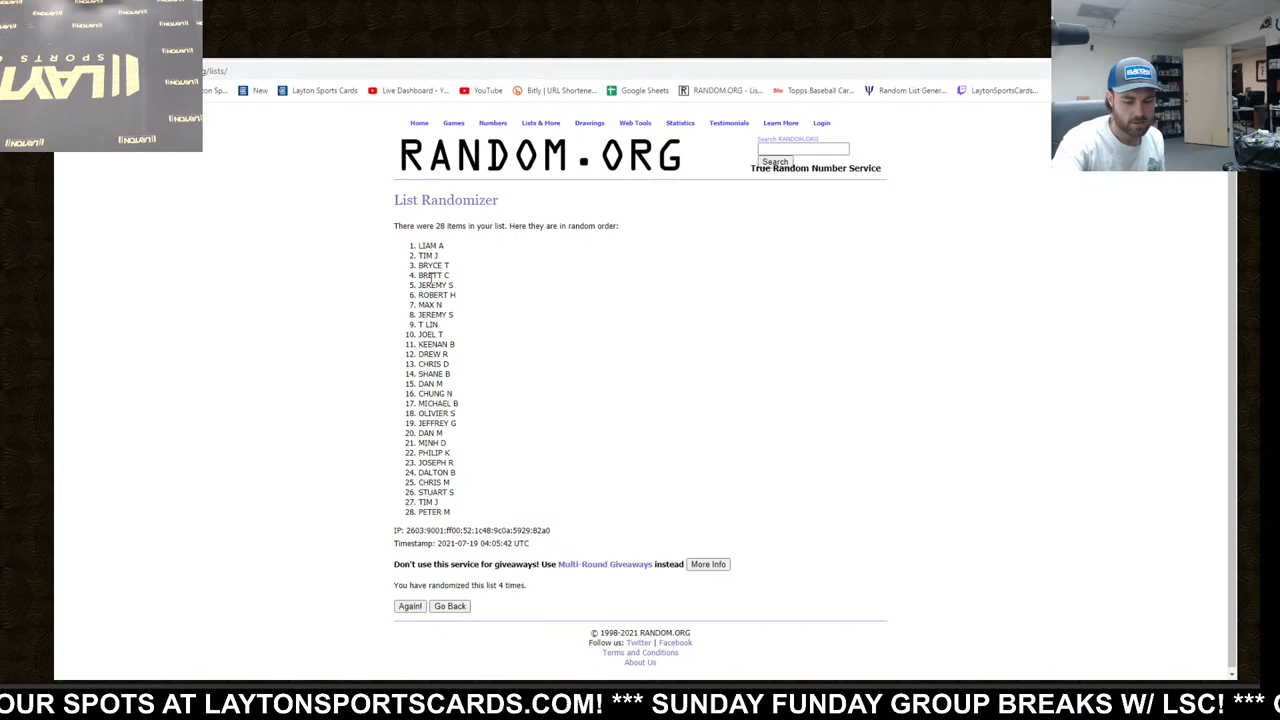 g/lists/
on Sp...
New
Layton Sports Cards
Live Dashboard - Y...
YouTube
Bitly | URL Shortene...
Google Sheets
RANDOM.ORG - Lis...
Topps Baseball Car...
Random List Gener...
LaytonSportsCards...
Home
Games
Numbers
Lists & More
Drawings
Web Tools
Statistics
Testimonials
Learn More
Login
RANDOM.ORG
Search RANDOM.ORG
Search
True Random Number Service
List Randomizer
There were 28 items in your list. Here they are in random order:
1. LIAM A
2. TIM J
3. BRYCE T
4. BRETT C
5. JEREMY S
6. ROBERT H
7. MAX N
8. JEREMY S
9. T LIN
10. JOEL T
11. KEENAN B
12. DREW R
13. CHRIS D
14. SHANE B
15. DAN M
16. CHUNG N
17. MICHAEL B
18. OLIVIER S
19. JEFFREY G
20. DAN M
21. MINH D
22. PHILIP K
23. JOSEPH R
24. DALTON B
25. CHRIS M
26. STUART S
27. TIM J
28. PETER M
IP: 2603:9001:ff00:52:1c48:9c0a:5929:82a0
Timestamp: 2021-07-19 04:05:42 UTC
Don't use this service for giveaways! Use Multi-Round Giveaways instead
More Info
You have randomized this list 4 times.
Again!
Go Back
© 1998-2021 RANDOM.ORG
Follow us: Twitter | Facebook
Terms and Conditions
About Us
OUR SPOTS AT LAYTONSPORTSCARDS.COM! *** SUNDAY FUNDAY GROUP BREAKS W/ LSC! ***